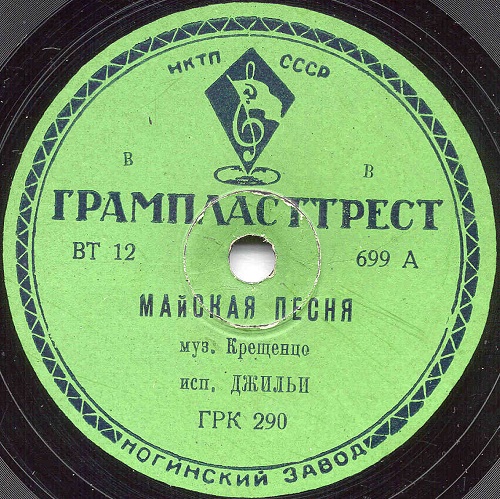 НКТП СССР
В В
ГРАМПЛАСТТРЕСТ
ВТ 12 699 А
МАЙСКАЯ ПЕСНЯ
муз. Крещенцо
исп. ДЖИЛЬИ
ГРК 290
НОГИНСКИЙ ЗАВОД